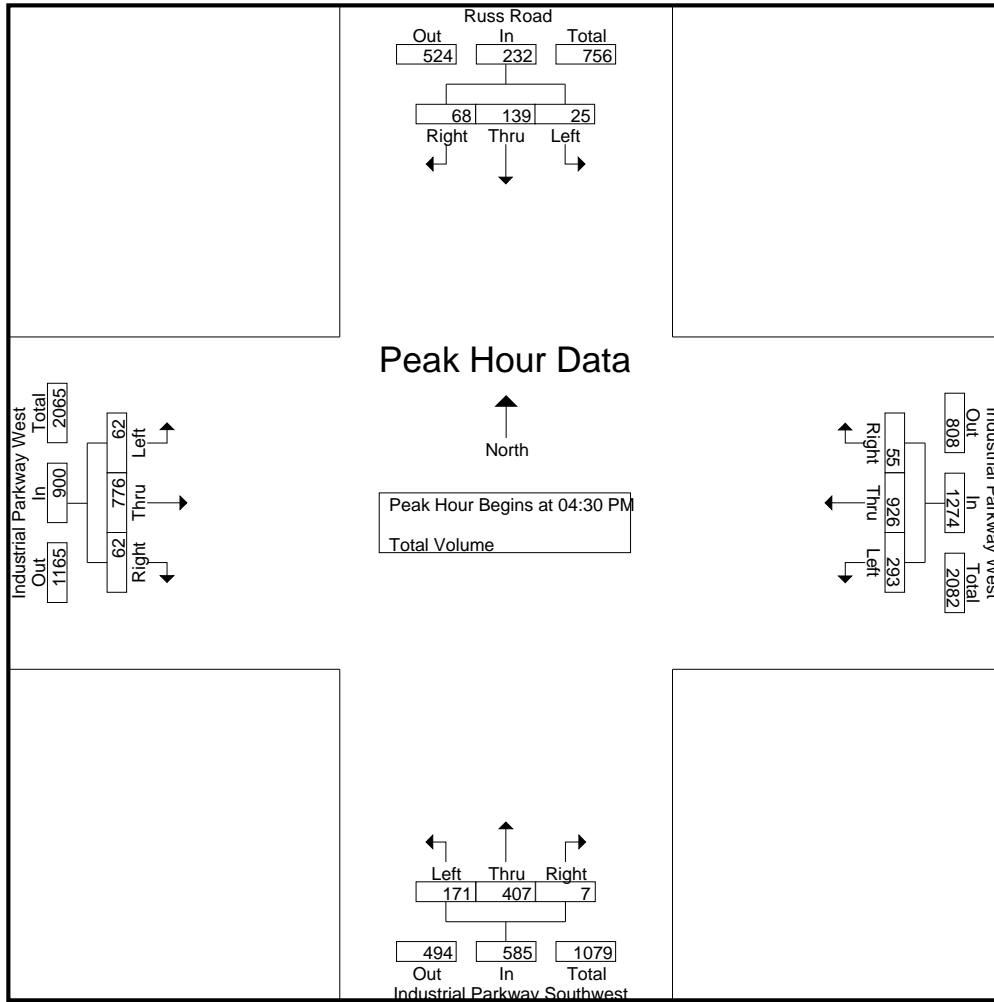 Russ Road
Out In Total
524 232 756
68 139 25
Right Thru Left
Peak Hour Data
North
Peak Hour Begins at 04:30 PM
Total Volume
Industrial Parkway West
Out In Total
1165 900 2065
62 776 62
Right Thru Left
Industrial Parkway West
Out In Total
808 1274 2082
55 926 293
Right Thru Left
Left Thru Right
171 407 7
494 585 1079
Out In Total
Industrial Parkway Southwest